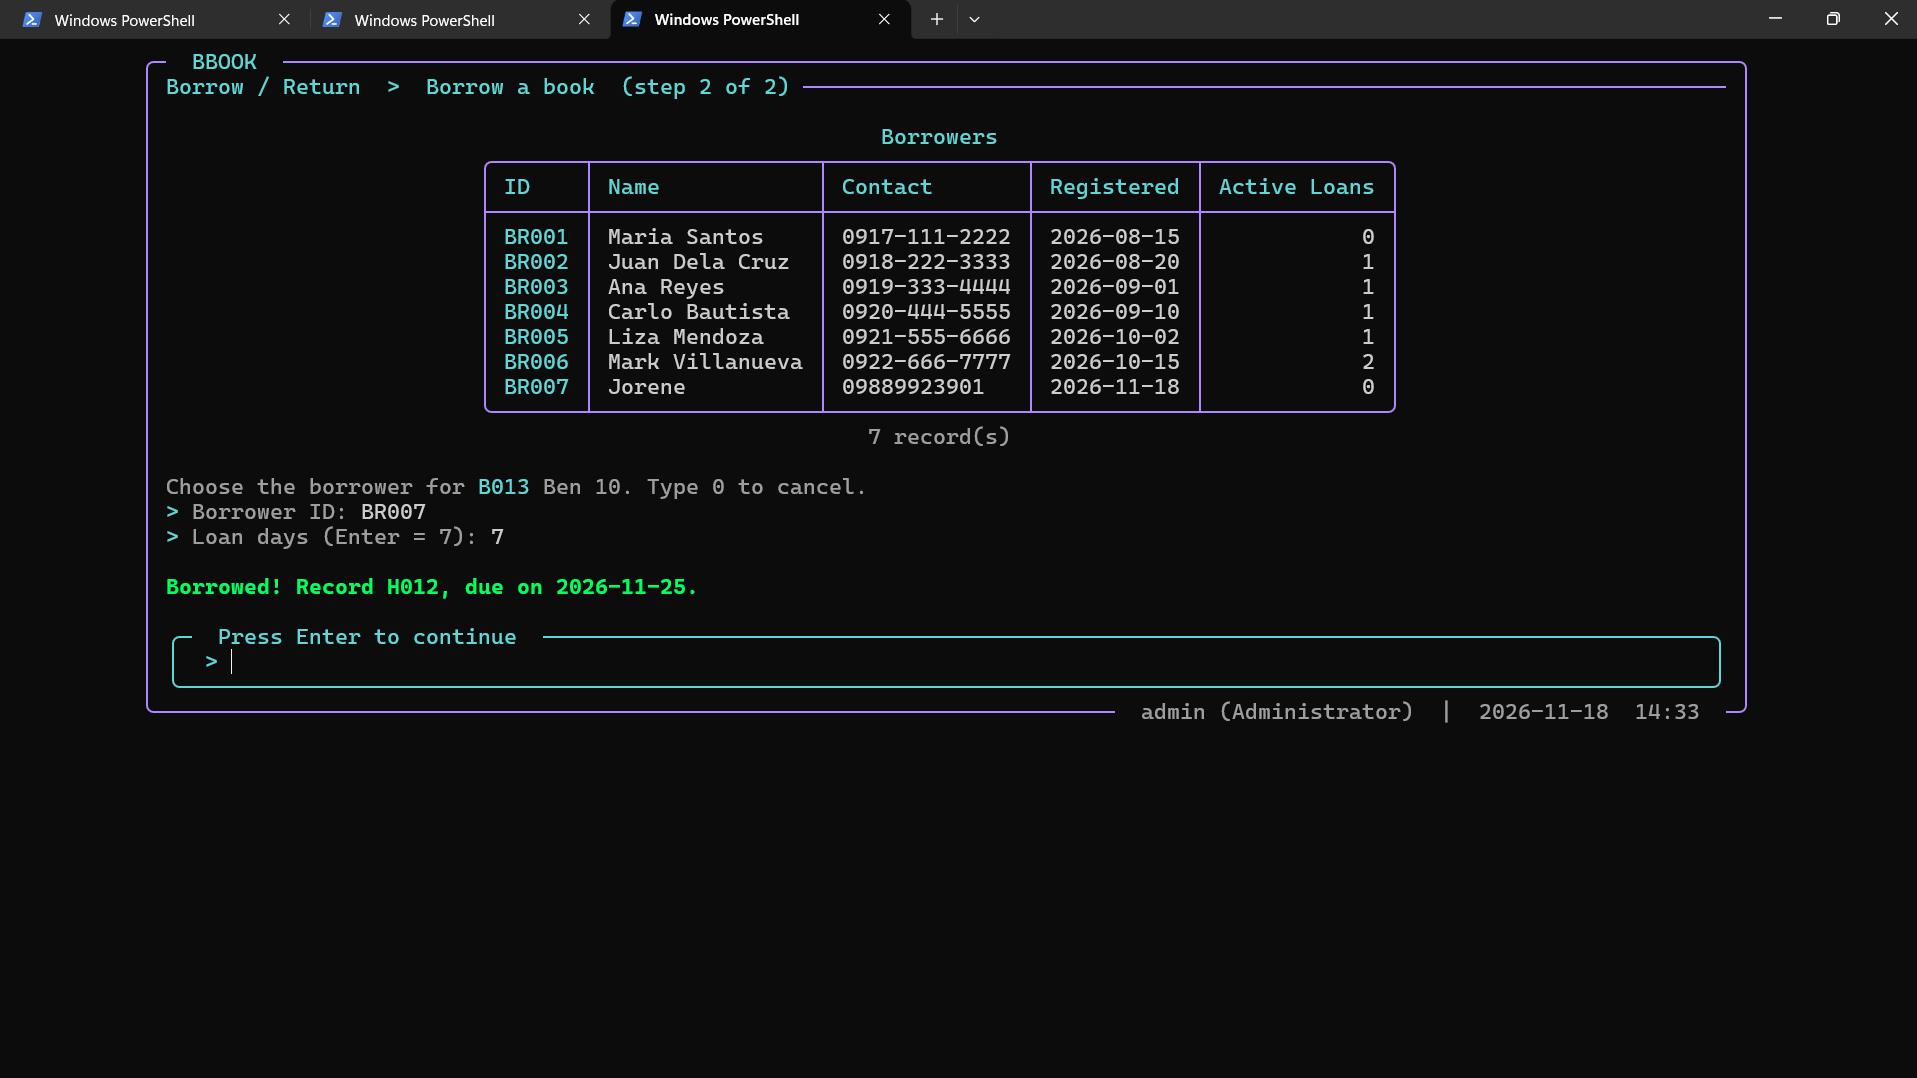 Windows PowerShell Windows PowerShell Windows PowerShell
BBOOK
Borrow / Return > Borrow a book (step 2 of 2)
Borrowers
ID Name Contact Registered Active Loans
BR001 Maria Santos 0917-111-2222 2026-08-15 0
BR002 Juan Dela Cruz 0918-222-3333 2026-08-20 1
BR003 Ana Reyes 0919-333-4444 2026-09-01 1
BR004 Carlo Bautista 0920-444-5555 2026-09-10 1
BR005 Liza Mendoza 0921-555-6666 2026-10-02 1
BR006 Mark Villanueva 0922-666-7777 2026-10-15 2
BR007 Jorene 09889923901 2026-11-18 0
7 record(s)
Choose the borrower for B013 Ben 10. Type 0 to cancel.
> Borrower ID: BR007
> Loan days (Enter = 7): 7
Borrowed! Record H012, due on 2026-11-25.
Press Enter to continue
>
admin (Administrator) | 2026-11-18 14:33